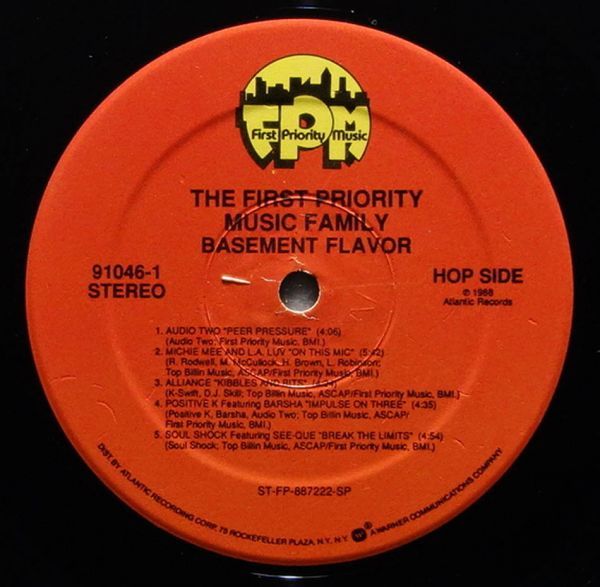 FPM
First Priority Music
THE FIRST PRIORITY
MUSIC FAMILY
BASEMENT FLAVOR
91046-1
STEREO
HOP SIDE
℗ 1988
Atlantic Records
1. AUDIO TWO "PEER PRESSURE" (4:06)
(Audio Two; First Priority Music, BMI.)
2. MICHIE MEE AND L.A. LUV "ON THIS MIC" (5:42)
(R. Rodwell, M. McCullock, H. Brown, L. Robinson;
Top Billin Music, ASCAP/First Priority Music, BMI.)
3. ALLIANCE "KIBBLES AND BITS" (4:24)
(K-Swift, D.J. Skill; Top Billin Music, ASCAP/First Priority Music, BMI.)
4. POSITIVE K Featuring BARSHA "IMPULSE ON THREE" (4:35)
(Positive K, Barsha, Audio Two; Top Billin Music, ASCAP/
First Priority Music, BMI.)
5. SOUL SHOCK Featuring SEE-QUE "BREAK THE LIMITS" (4:54)
(Soul Shock; Top Billin Music, ASCAP/First Priority Music, BMI.)
ST-FP-887222-SP
DIST. BY ATLANTIC RECORDING CORP., 75 ROCKEFELLER PLAZA, N.Y., N.Y. W ® A WARNER COMMUNICATIONS COMPANY